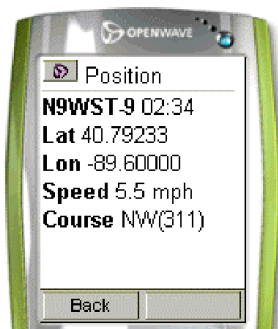 OPENWAVE
Position
N9WST-9 02:34
Lat 40.79233
Lon -89.60000
Speed 5.5 mph
Course NW(311)
Back